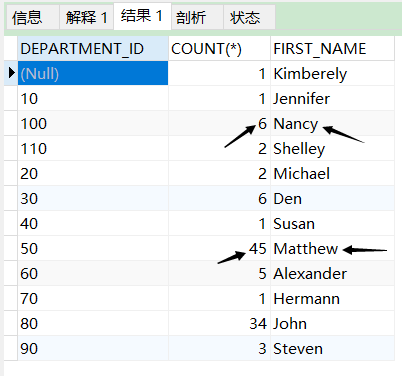 信息 解释 1 结果 1 剖析 状态
DEPARTMENT_ID COUNT(*) FIRST_NAME
(Null) 1 Kimberely
10 1 Jennifer
100 6 Nancy
110 2 Shelley
20 2 Michael
30 6 Den
40 1 Susan
50 45 Matthew
60 5 Alexander
70 1 Hermann
80 34 John
90 3 Steven